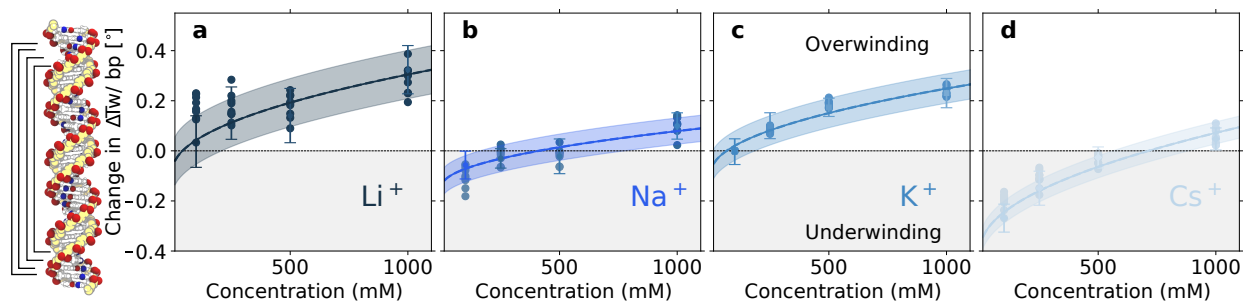 a b c d
Change in ΔTw/ bp [°]
0.4
0.2
0.0
−0.2
−0.4
Overwinding
Li⁺ Na⁺ K⁺ Cs⁺
Underwinding
500 1000 500 1000 500 1000 500 1000
Concentration (mM) Concentration (mM) Concentration (mM) Concentration (mM)